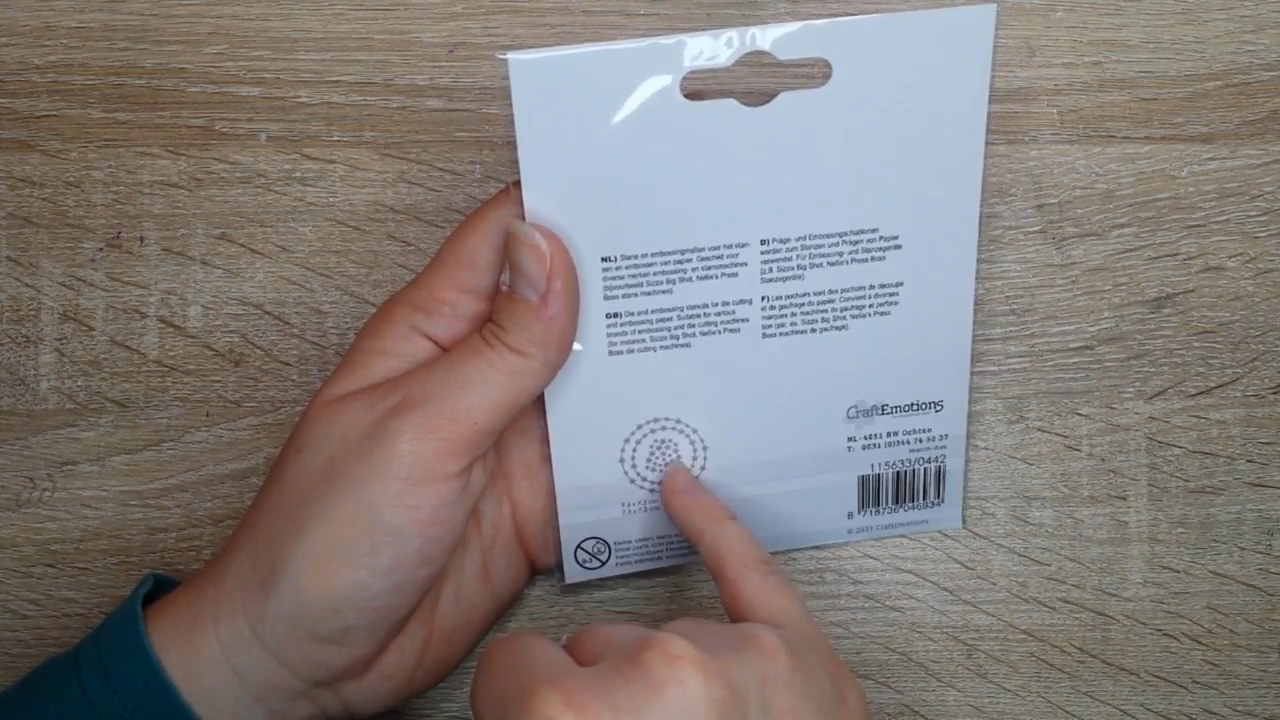 NL) Stans en embossingmallen voor het stan-
sen en embossen van papier. Geschikt voor
diverse merken embossing- en stansmachines
(bijvoorbeeld Sizzix Big Shot, Nellie's Press
Boss stans machines).
GB) Die and embossing stencils for die cutting
and embossing paper. Suitable for various
brands of embossing and die cutting machines
(for instance, Sizzix Big Shot, Nellie's Press
Boss die cutting machines).
D) Präge- und Embossingschablonen
werden zum Stanzen und Prägen von Papier
verwendet. Für Embossing- und Stanzgeräte
(z.B. Sizzix Big Shot, Nellie's Press Boss
Stanzgeräte).
F) Les pochoirs sont des pochoirs de découpe
et de gaufrage du papier. Convient à diverses
marques de machines de gaufrage et perfora-
tion (par, ex. Sizzix Big Shot, Nellie's Press
Boss machines de gaufrage).
CraftEmotions
NL-4051 BW Ochten
T: 0031 (0)344 74 50 37
115633/0442
8 718736 046934
© 2021 CraftEmotions
0-3